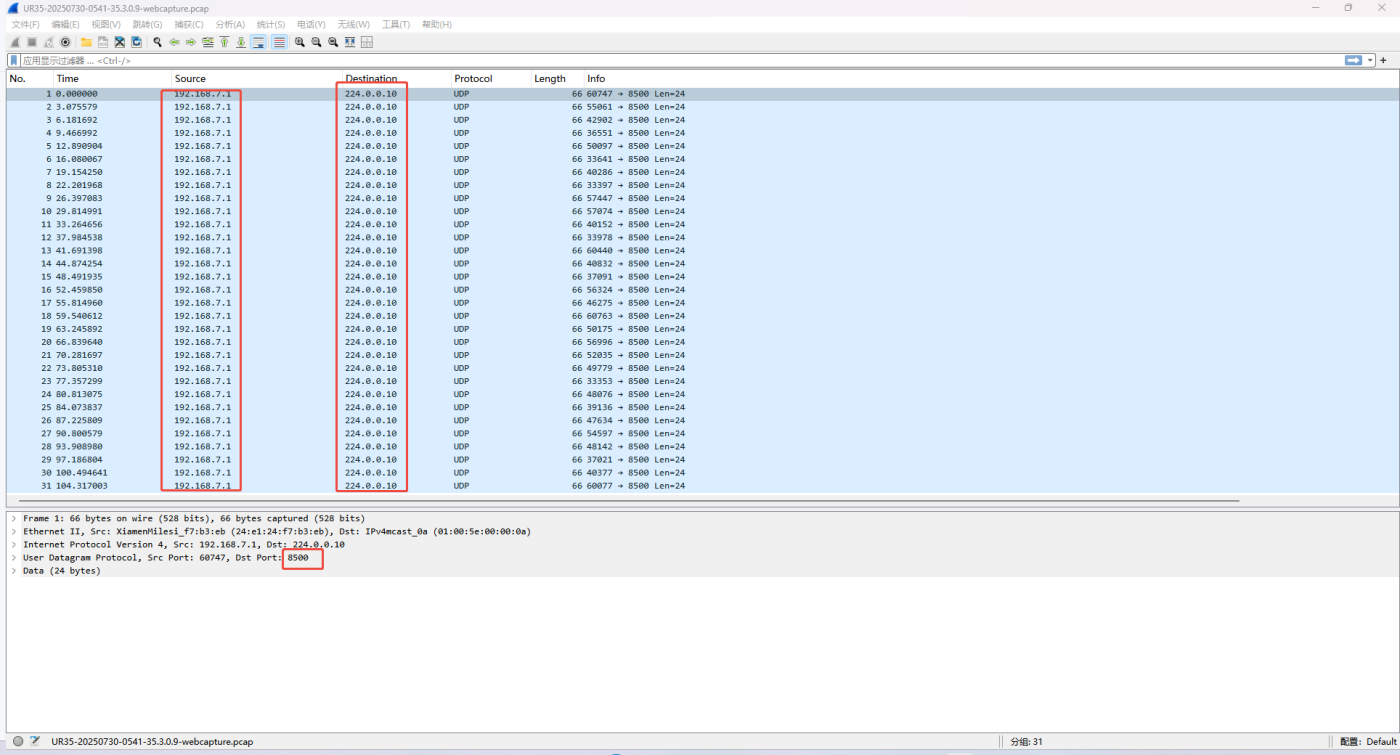 UR35-20250730-0541-35.3.0.9-webcapture.pcap
文件(F) 编辑(E) 视图(V) 跳转(G) 捕获(C) 分析(A) 统计(S) 电话(Y) 无线(W) 工具(T) 帮助(H)
应用显示过滤器 … <Ctrl-/>
No. Time Source Destination Protocol Length Info
1 0.000000 192.168.7.1 224.0.0.10 UDP 66 60747 → 8500 Len=24
2 3.075579 192.168.7.1 224.0.0.10 UDP 66 55061 → 8500 Len=24
3 6.181692 192.168.7.1 224.0.0.10 UDP 66 42902 → 8500 Len=24
4 9.466992 192.168.7.1 224.0.0.10 UDP 66 36551 → 8500 Len=24
5 12.890904 192.168.7.1 224.0.0.10 UDP 66 50097 → 8500 Len=24
6 16.080067 192.168.7.1 224.0.0.10 UDP 66 33641 → 8500 Len=24
7 19.154250 192.168.7.1 224.0.0.10 UDP 66 40286 → 8500 Len=24
8 22.201968 192.168.7.1 224.0.0.10 UDP 66 33397 → 8500 Len=24
9 26.397083 192.168.7.1 224.0.0.10 UDP 66 57447 → 8500 Len=24
10 29.814991 192.168.7.1 224.0.0.10 UDP 66 57074 → 8500 Len=24
11 33.264656 192.168.7.1 224.0.0.10 UDP 66 40152 → 8500 Len=24
12 37.984538 192.168.7.1 224.0.0.10 UDP 66 33978 → 8500 Len=24
13 41.691398 192.168.7.1 224.0.0.10 UDP 66 60440 → 8500 Len=24
14 44.874254 192.168.7.1 224.0.0.10 UDP 66 40832 → 8500 Len=24
15 48.491935 192.168.7.1 224.0.0.10 UDP 66 37091 → 8500 Len=24
16 52.459850 192.168.7.1 224.0.0.10 UDP 66 56324 → 8500 Len=24
17 55.814960 192.168.7.1 224.0.0.10 UDP 66 46275 → 8500 Len=24
18 59.540612 192.168.7.1 224.0.0.10 UDP 66 60763 → 8500 Len=24
19 63.245892 192.168.7.1 224.0.0.10 UDP 66 50175 → 8500 Len=24
20 66.839640 192.168.7.1 224.0.0.10 UDP 66 56996 → 8500 Len=24
21 70.281697 192.168.7.1 224.0.0.10 UDP 66 52035 → 8500 Len=24
22 73.805310 192.168.7.1 224.0.0.10 UDP 66 49779 → 8500 Len=24
23 77.357299 192.168.7.1 224.0.0.10 UDP 66 33353 → 8500 Len=24
24 80.813075 192.168.7.1 224.0.0.10 UDP 66 48076 → 8500 Len=24
25 84.073837 192.168.7.1 224.0.0.10 UDP 66 39136 → 8500 Len=24
26 87.225809 192.168.7.1 224.0.0.10 UDP 66 47634 → 8500 Len=24
27 90.800579 192.168.7.1 224.0.0.10 UDP 66 54597 → 8500 Len=24
28 93.908980 192.168.7.1 224.0.0.10 UDP 66 48142 → 8500 Len=24
29 97.186804 192.168.7.1 224.0.0.10 UDP 66 37021 → 8500 Len=24
30 100.494641 192.168.7.1 224.0.0.10 UDP 66 40377 → 8500 Len=24
31 104.317003 192.168.7.1 224.0.0.10 UDP 66 60077 → 8500 Len=24
Frame 1: 66 bytes on wire (528 bits), 66 bytes captured (528 bits)
Ethernet II, Src: XiamenMilesi_f7:b3:eb (24:e1:24:f7:b3:eb), Dst: IPv4mcast_0a (01:00:5e:00:00:0a)
Internet Protocol Version 4, Src: 192.168.7.1, Dst: 224.0.0.10
User Datagram Protocol, Src Port: 60747, Dst Port: 8500
Data (24 bytes)
UR35-20250730-0541-35.3.0.9-webcapture.pcap 分组: 31 配置: Default